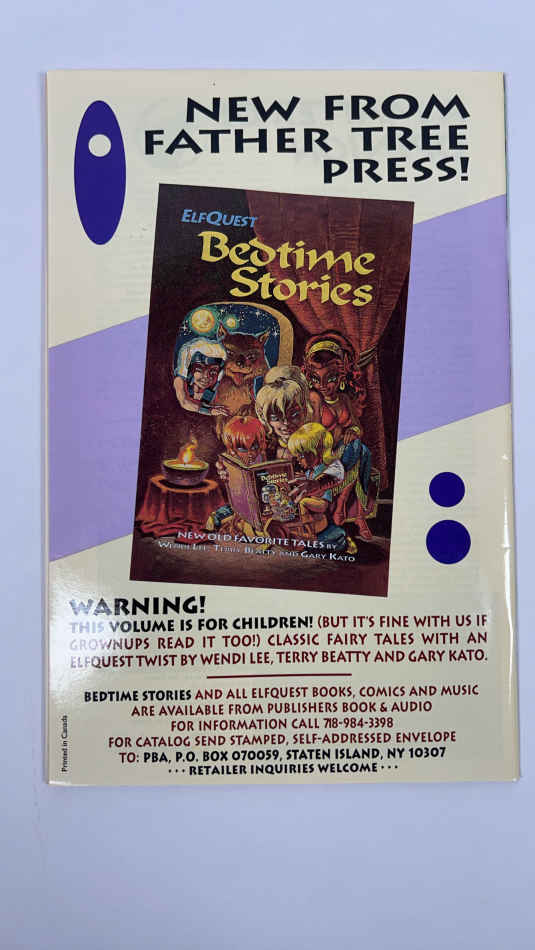 NEW FROM
FATHER TREE
PRESS!
ELFQUEST
Bedtime
Stories
Bedtime
Stories
NEW OLD FAVORITE TALES BY
WENDI LEE, TERRY BEATTY AND GARY KATO
WARNING!
THIS VOLUME IS FOR CHILDREN! (BUT IT'S FINE WITH US IF
GROWNUPS READ IT TOO!) CLASSIC FAIRY TALES WITH AN
ELFQUEST TWIST BY WENDI LEE, TERRY BEATTY AND GARY KATO.
BEDTIME STORIES AND ALL ELFQUEST BOOKS, COMICS AND MUSIC
ARE AVAILABLE FROM PUBLISHERS BOOK & AUDIO
FOR INFORMATION CALL 718-984-3398
FOR CATALOG SEND STAMPED, SELF-ADDRESSED ENVELOPE
TO: PBA, P.O. BOX 070059, STATEN ISLAND, NY 10307
• • • RETAILER INQUIRIES WELCOME • • •
Printed in Canada